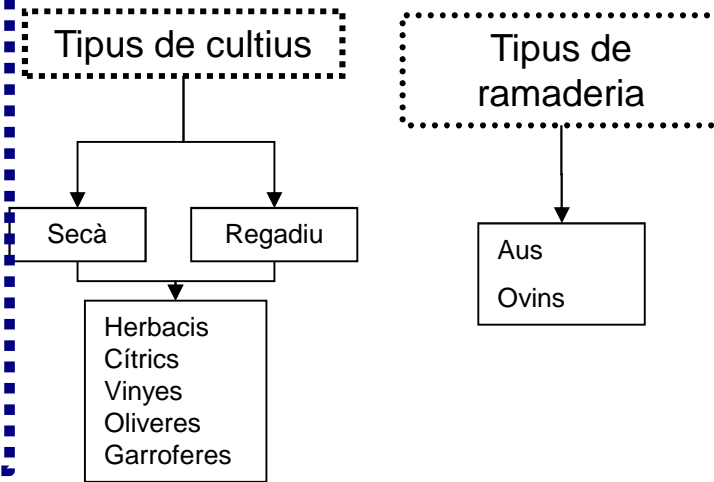 Tipus de cultius
Secà
Regadiu
Herbacis
Cítrics
Vinyes
Oliveres
Garroferes
Tipus de
ramaderia
Aus
Ovins